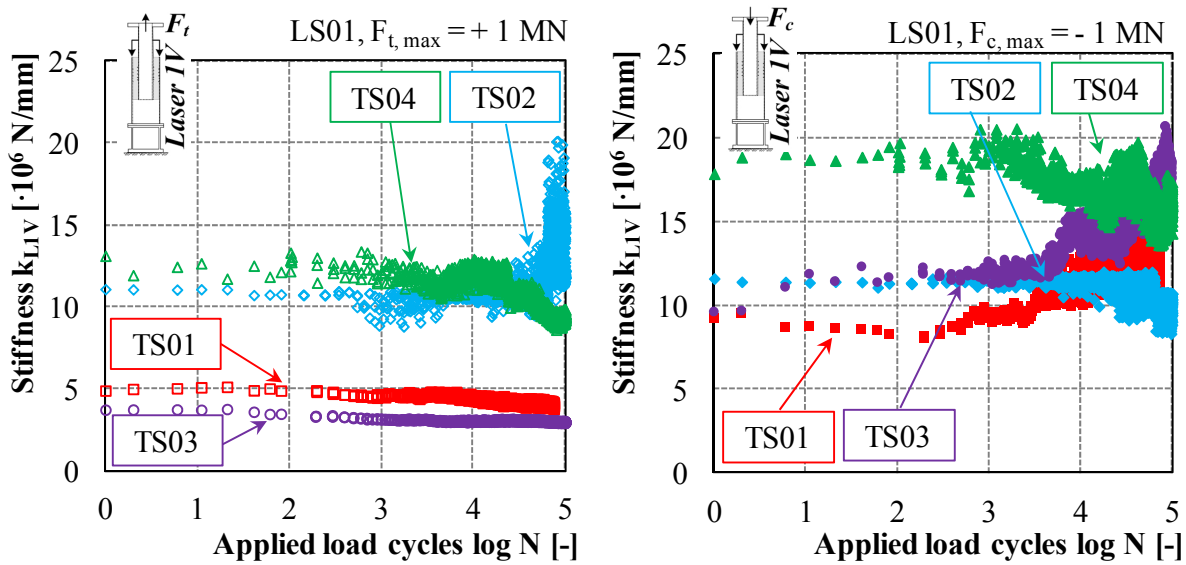 LS01, Ft, max = + 1 MN
Ft
Laser 1V
Stiffness kL1V [·10⁶ N/mm]
25
20
15
10
5
0
TS04
TS02
TS01
TS03
0 1 2 3 4 5
Applied load cycles log N [-]
LS01, Fc, max = - 1 MN
Fc
Laser 1V
Stiffness kL1V [·10⁶ N/mm]
25
20
15
10
5
0
TS02
TS04
TS01
TS03
0 1 2 3 4 5
Applied load cycles log N [-]